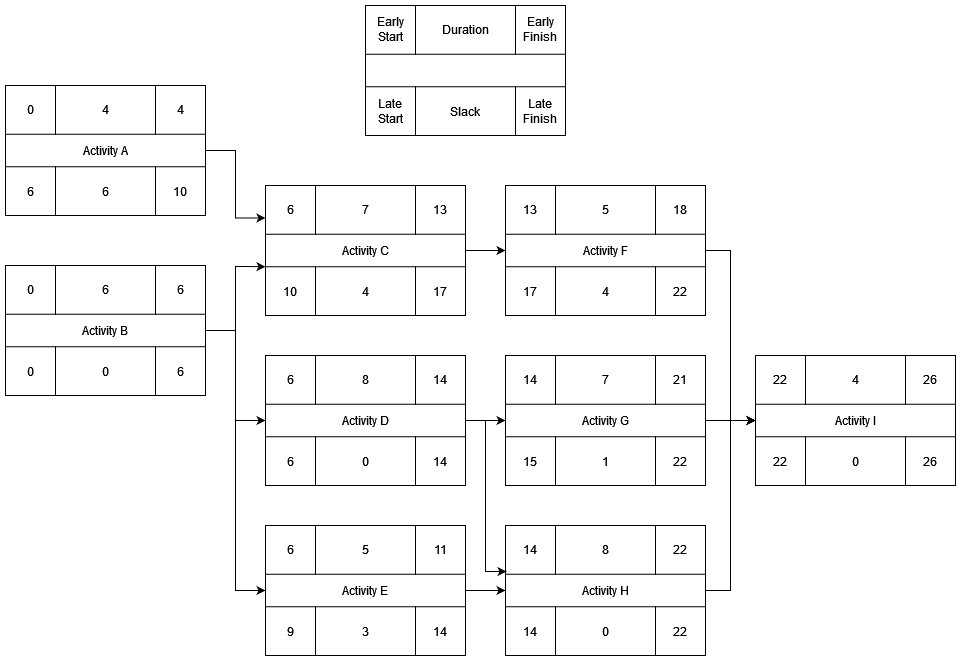 Early Start Duration Early Finish
Late Start Slack Late Finish
0 4 4
Activity A
6 6 10
0 6 6
Activity B
0 0 6
6 7 13
Activity C
10 4 17
13 5 18
Activity F
17 4 22
6 8 14
Activity D
6 0 14
14 7 21
Activity G
15 1 22
22 4 26
Activity I
22 0 26
6 5 11
Activity E
9 3 14
14 8 22
Activity H
14 0 22